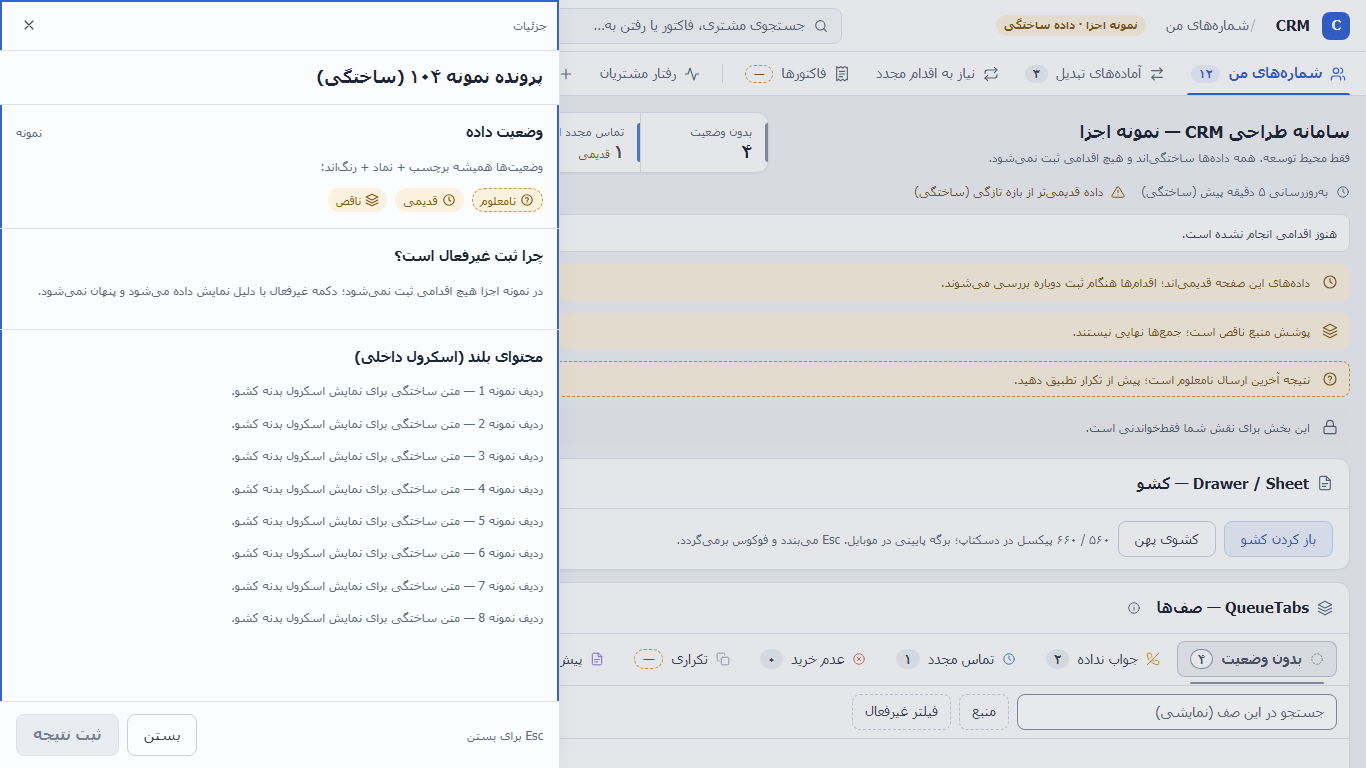 C CRM / شماره‌های من نمونه اجزا · داده ساختگی
جستجوی مشتری، فاکتور یا رفتن به...
شماره‌های من ۱۲ آماده‌های تبدیل ۳ نیاز به اقدام مجدد فاکتورها — رفتار مشتریان
سامانه طراحی CRM — نمونه اجزا
فقط محیط توسعه. همه داده‌ها ساختگی‌اند و هیچ اقدامی ثبت نمی‌شود.
به‌روزرسانی ۵ دقیقه پیش (ساختگی) داده قدیمی‌تر از بازه تازگی (ساختگی)
بدون وضعیت
۴
تماس مجدد
۱ قدیمی
هنوز اقدامی انجام نشده است.
داده‌های این صفحه قدیمی‌اند؛ اقدام‌ها هنگام ثبت دوباره بررسی می‌شوند.
پوشش منبع ناقص است؛ جمع‌ها نهایی نیستند.
نتیجه آخرین ارسال نامعلوم است؛ پیش از تکرار تطبیق دهید.
این بخش برای نقش شما فقط‌خواندنی است.
Drawer / Sheet — کشو
باز کردن کشو کشوی پهن ۵۶۰ / ۶۶۰ پیکسل در دسکتاپ؛ برگه پایینی در موبایل. Esc می‌بندد و فوکوس برمی‌گردد.
QueueTabs — صف‌ها
بدون وضعیت ۴ جواب نداده ۲ تماس مجدد ۱ عدم خرید ۰ تکراری — پیش
جستجو در این صف (نمایشی) منبع فیلتر غیرفعال
جزئیات
پرونده نمونه ۱۰۴ (ساختگی)
وضعیت داده نمونه
وضعیت‌ها همیشه برچسب + نماد + رنگ‌اند:
نامعلوم قدیمی ناقص
چرا ثبت غیرفعال است؟
در نمونه اجزا هیچ اقدامی ثبت نمی‌شود؛ دکمه غیرفعال با دلیل نمایش داده می‌شود و پنهان نمی‌شود.
محتوای بلند (اسکرول داخلی)
ردیف نمونه 1 — متن ساختگی برای نمایش اسکرول بدنه کشو.
ردیف نمونه 2 — متن ساختگی برای نمایش اسکرول بدنه کشو.
ردیف نمونه 3 — متن ساختگی برای نمایش اسکرول بدنه کشو.
ردیف نمونه 4 — متن ساختگی برای نمایش اسکرول بدنه کشو.
ردیف نمونه 5 — متن ساختگی برای نمایش اسکرول بدنه کشو.
ردیف نمونه 6 — متن ساختگی برای نمایش اسکرول بدنه کشو.
ردیف نمونه 7 — متن ساختگی برای نمایش اسکرول بدنه کشو.
ردیف نمونه 8 — متن ساختگی برای نمایش اسکرول بدنه کشو.
Esc برای بستن بستن ثبت نتیجه